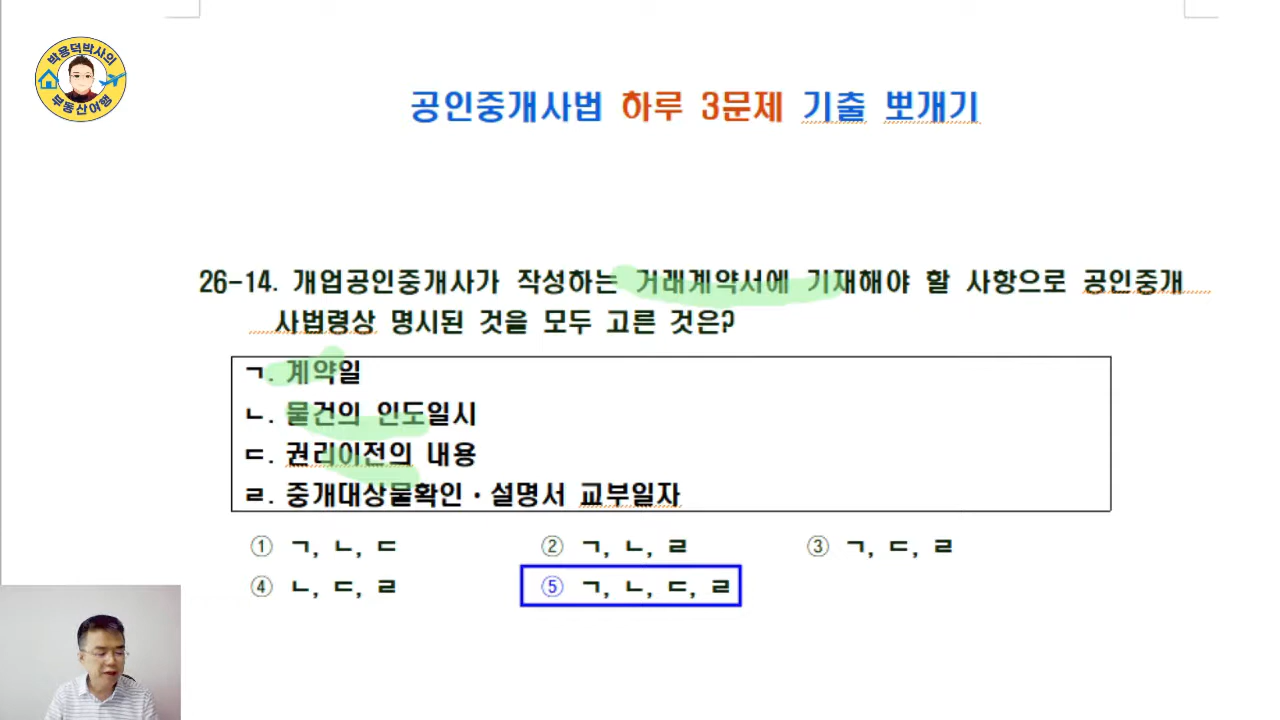 박용덕박사의
부동산여행
공인중개사법 하루 3문제 기출 뽀개기
26-14. 개업공인중개사가 작성하는 거래계약서에 기재해야 할 사항으로 공인중개
사법령상 명시된 것을 모두 고른 것은?
ㄱ. 계약일
ㄴ. 물건의 인도일시
ㄷ. 권리이전의 내용
ㄹ. 중개대상물확인·설명서 교부일자
① ㄱ, ㄴ, ㄷ ② ㄱ, ㄴ, ㄹ ③ ㄱ, ㄷ, ㄹ
④ ㄴ, ㄷ, ㄹ ⑤ ㄱ, ㄴ, ㄷ, ㄹ